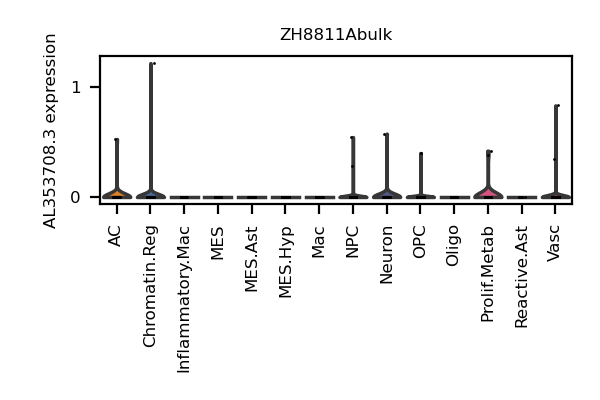 ZH8811Abulk
AL353708.3 expression
1
0
AC
Chromatin.Reg
Inflammatory.Mac
MES
MES.Ast
MES.Hyp
Mac
NPC
Neuron
OPC
Oligo
Prolif.Metab
Reactive.Ast
Vasc